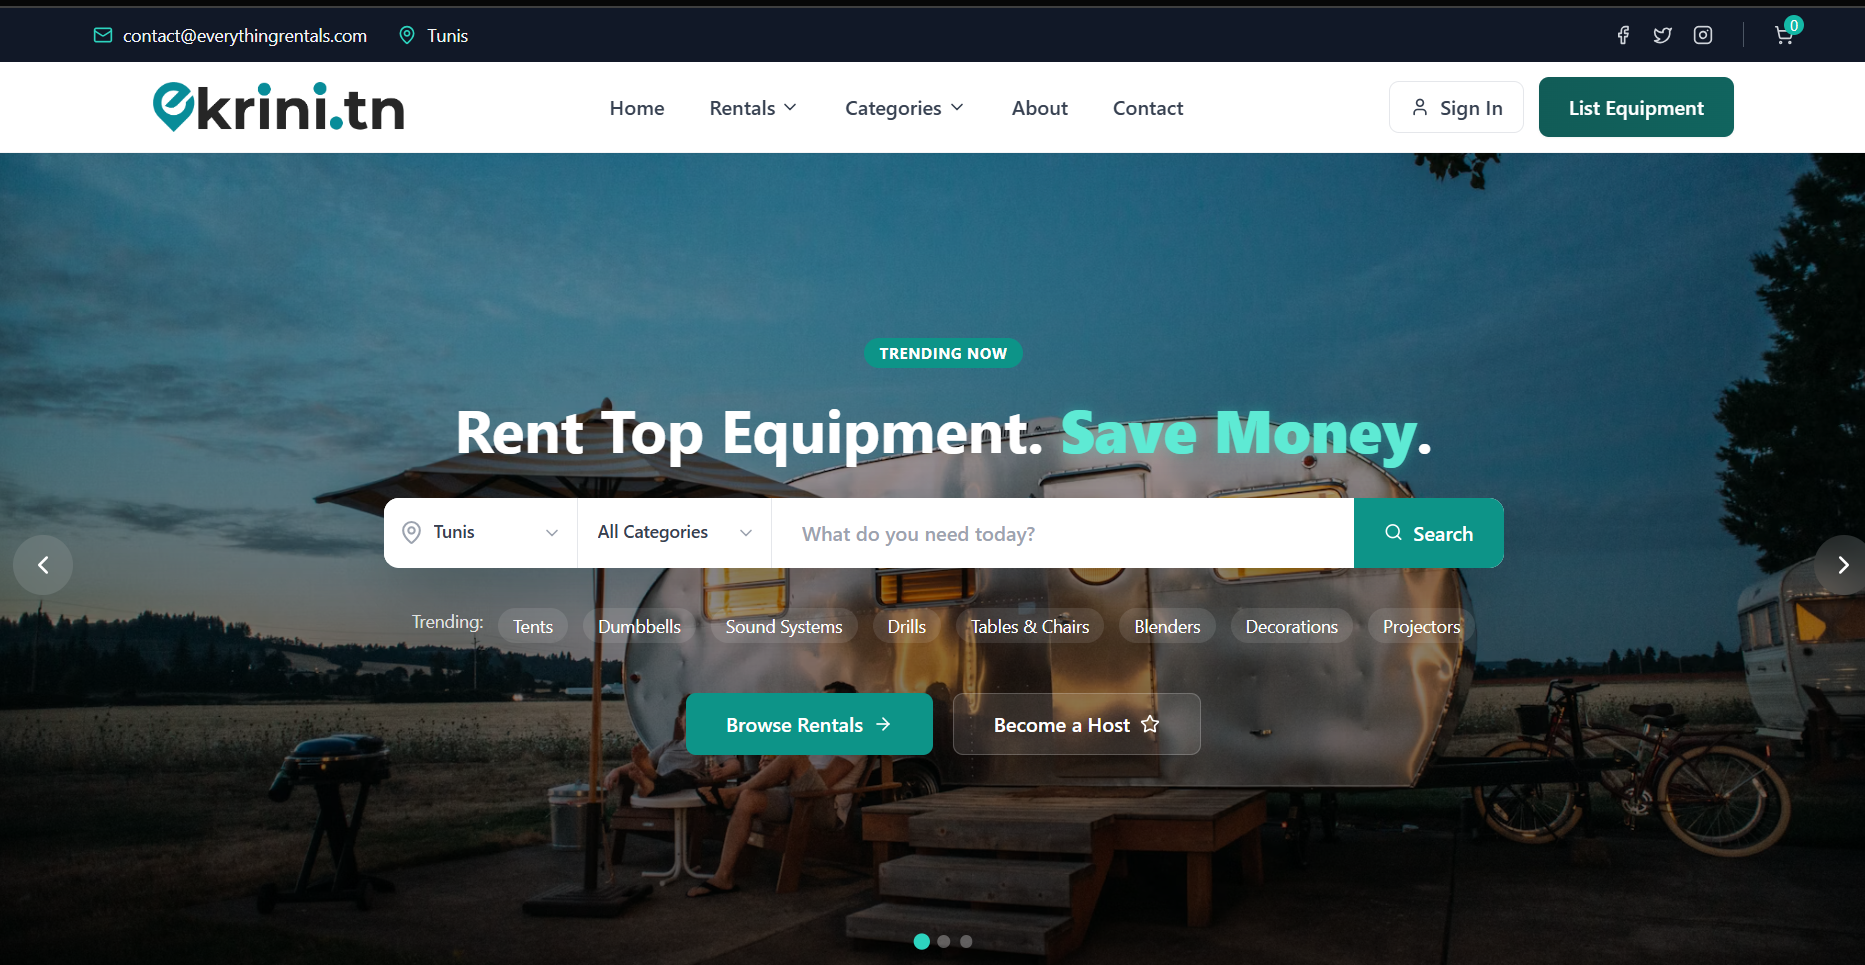 contact@everythingrentals.com Tunis 0
ekrini.tn Home Rentals Categories About Contact Sign In List Equipment
TRENDING NOW
Rent Top Equipment. Save Money.
Tunis All Categories What do you need today? Search
Trending: Tents Dumbbells Sound Systems Drills Tables & Chairs Blenders Decorations Projectors
Browse Rentals Become a Host